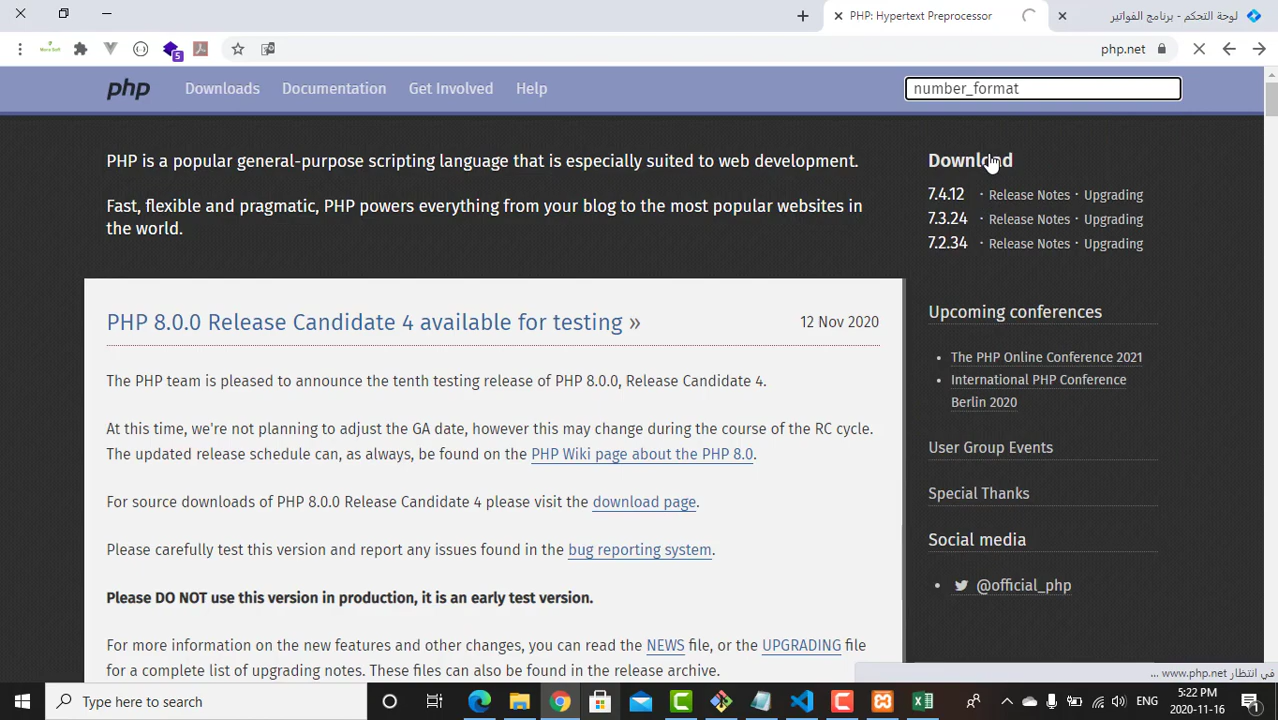 PHP: Hypertext Preprocessor
لوحة التحكم - برنامج الفواتير
5
php.net
php
Downloads
Documentation
Get Involved
Help
number_format
PHP is a popular general-purpose scripting language that is especially suited to web development.
Fast, flexible and pragmatic, PHP powers everything from your blog to the most popular websites in
the world.
Download
7.4.12 · Release Notes · Upgrading
7.3.24 · Release Notes · Upgrading
7.2.34 · Release Notes · Upgrading
PHP 8.0.0 Release Candidate 4 available for testing »
12 Nov 2020
The PHP team is pleased to announce the tenth testing release of PHP 8.0.0, Release Candidate 4.
At this time, we're not planning to adjust the GA date, however this may change during the course of the RC cycle.
The updated release schedule can, as always, be found on the PHP Wiki page about the PHP 8.0.
For source downloads of PHP 8.0.0 Release Candidate 4 please visit the download page.
Please carefully test this version and report any issues found in the bug reporting system.
Please DO NOT use this version in production, it is an early test version.
For more information on the new features and other changes, you can read the NEWS file, or the UPGRADING file
for a complete list of upgrading notes. These files can also be found in the release archive.
Upcoming conferences
The PHP Online Conference 2021
International PHP Conference
Berlin 2020
User Group Events
Special Thanks
Social media
@official_php
في انتظار www.php.net ...
Type here to search
ENG
5:22 PM
2020-11-16
1